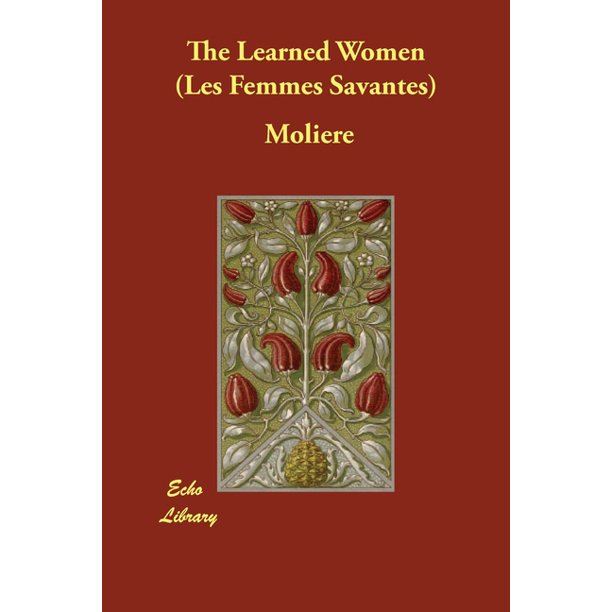 The Learned Women
(Les Femmes Savantes)
Moliere
Echo
Library